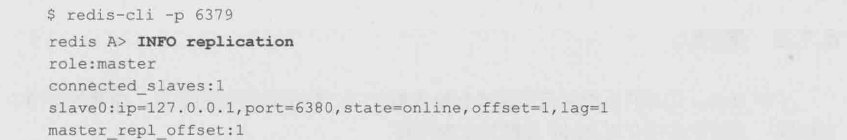 $ redis-cli -p 6379
redis A> INFO replication
role:master
connected_slaves:1
slave0:ip=127.0.0.1,port=6380,state=online,offset=1,lag=1
master_repl_offset:1